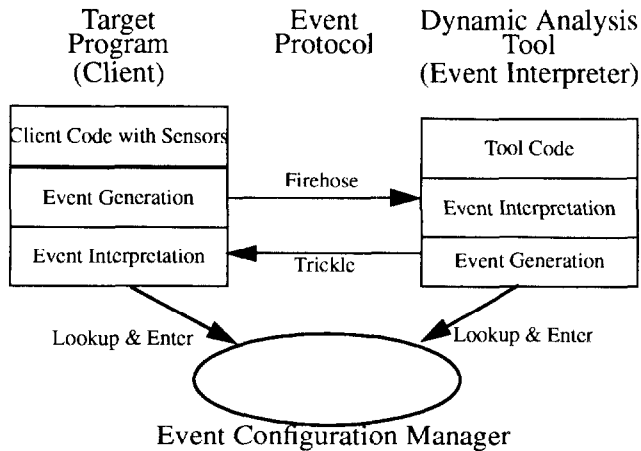 Target
Program
(Client)
Event
Protocol
Dynamic Analysis
Tool
(Event Interpreter)
Client Code with Sensors
Event Generation
Event Interpretation
Firehose
Trickle
Tool Code
Event Interpretation
Event Generation
Lookup & Enter
Lookup & Enter
Event Configuration Manager